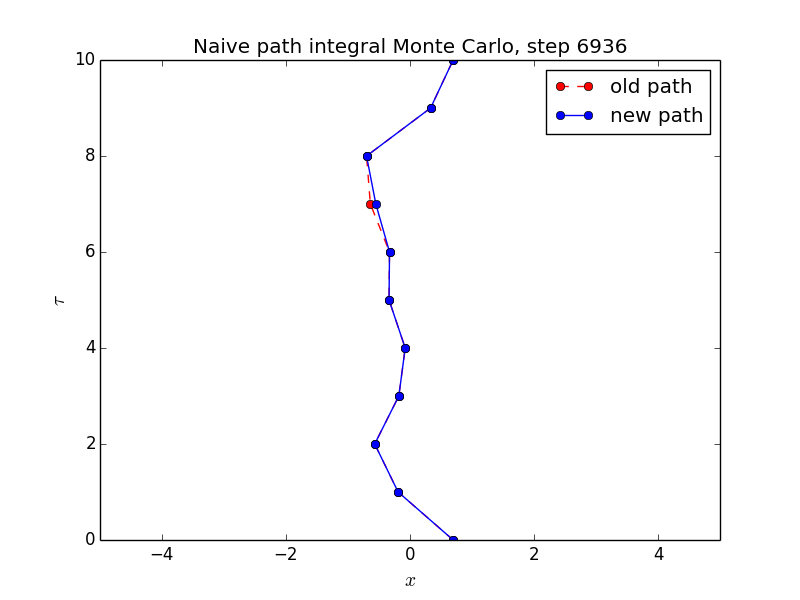 Naive path integral Monte Carlo, step 6936
old path
new path
10
8
6
4
2
0
τ
−4
−2
0
2
4
x